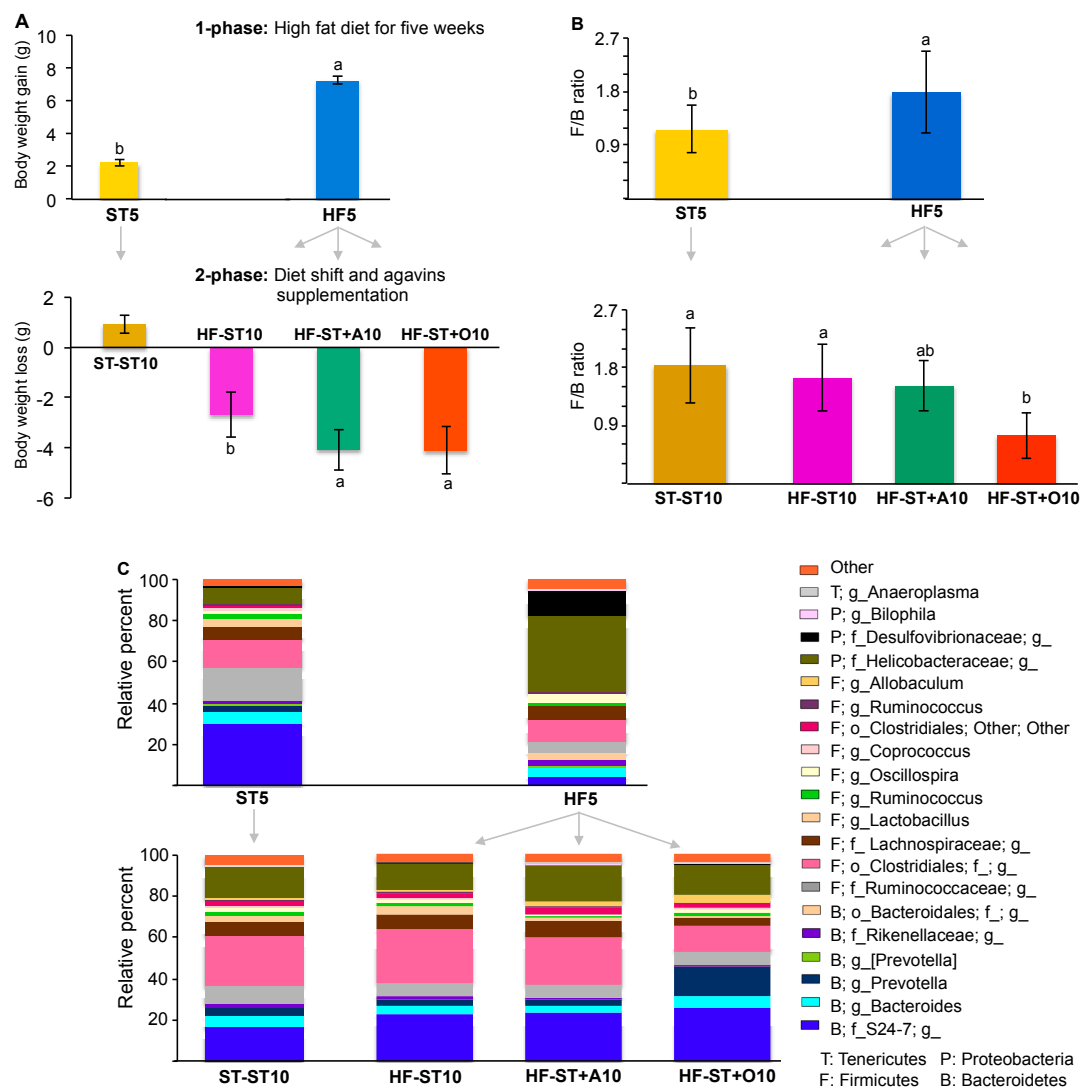 A
1-phase: High fat diet for five weeks
Body weight gain (g)
10
8
6
4
2
0
b
a
ST5
HF5
2-phase: Diet shift and agavins
supplementation
Body weight loss (g)
2
0
-2
-4
-6
ST-ST10
HF-ST10
HF-ST+A10
HF-ST+O10
b
a
a
B
F/B ratio
2.7
1.8
0.9
b
a
ST5
HF5
F/B ratio
2.7
1.8
0.9
a
a
ab
b
ST-ST10
HF-ST10
HF-ST+A10
HF-ST+O10
C
Relative percent
100
80
60
40
20
ST5
HF5
Relative percent
100
80
60
40
20
ST-ST10
HF-ST10
HF-ST+A10
HF-ST+O10
Other
T; g_Anaeroplasma
P; g_Bilophila
P; f_Desulfovibrionaceae; g_
P; f_Helicobacteraceae; g_
F; g_Allobaculum
F; g_Ruminococcus
F; o_Clostridiales; Other; Other
F; g_Coprococcus
F; g_Oscillospira
F; g_Ruminococcus
F; g_Lactobacillus
F; f_ Lachnospiraceae; g_
F; o_Clostridiales; f_; g_
F; f_Ruminococcaceae; g_
B; o_Bacteroidales; f_; g_
B; f_Rikenellaceae; g_
B; g_[Prevotella]
B; g_Prevotella
B; g_Bacteroides
B; f_S24-7; g_
T: Tenericutes P: Proteobacteria
F: Firmicutes B: Bacteroidetes